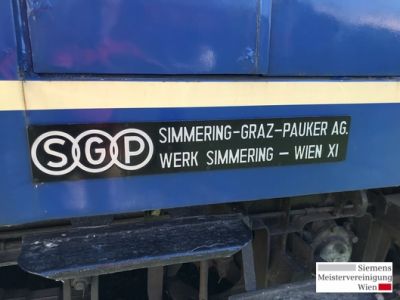 SGP
SIMMERING-GRAZ-PAUKER AG.
WERK SIMMERING - WIEN XI
Siemens
Meistervereinigung
Wien